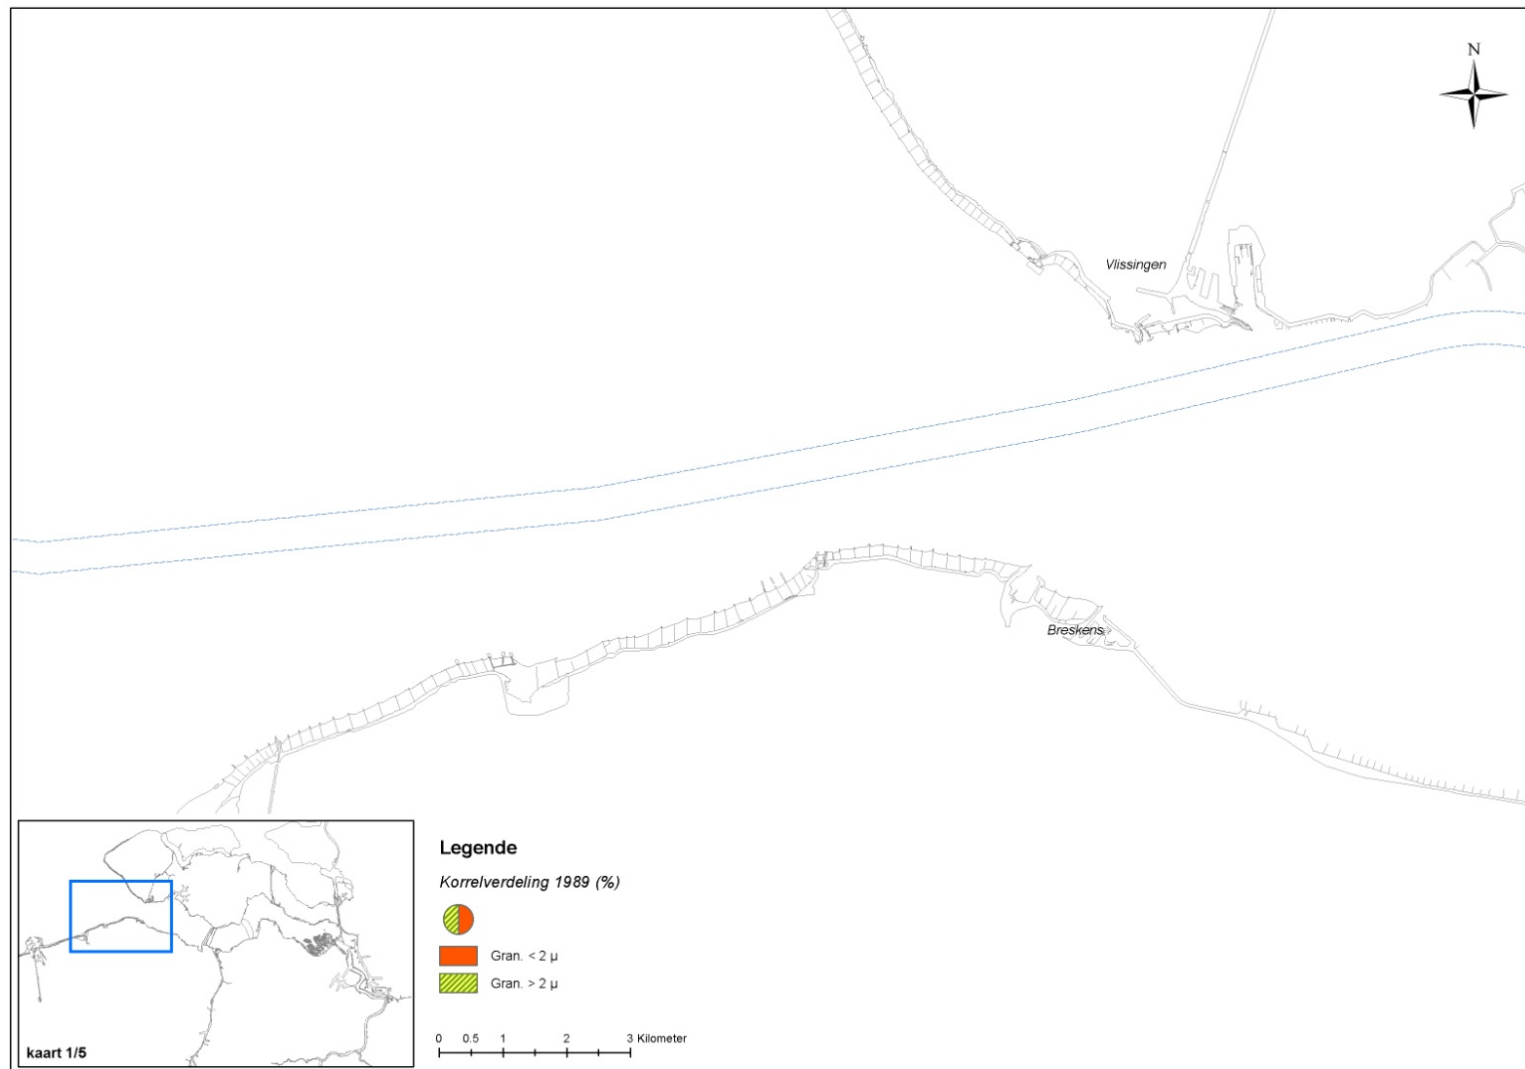 N
Vlissingen
Breskens
Legende
Korrelverdeling 1989 (%)
Gran. < 2 µ
Gran. > 2 µ
0 0.5 1 2 3 Kilometer
kaart 1/5